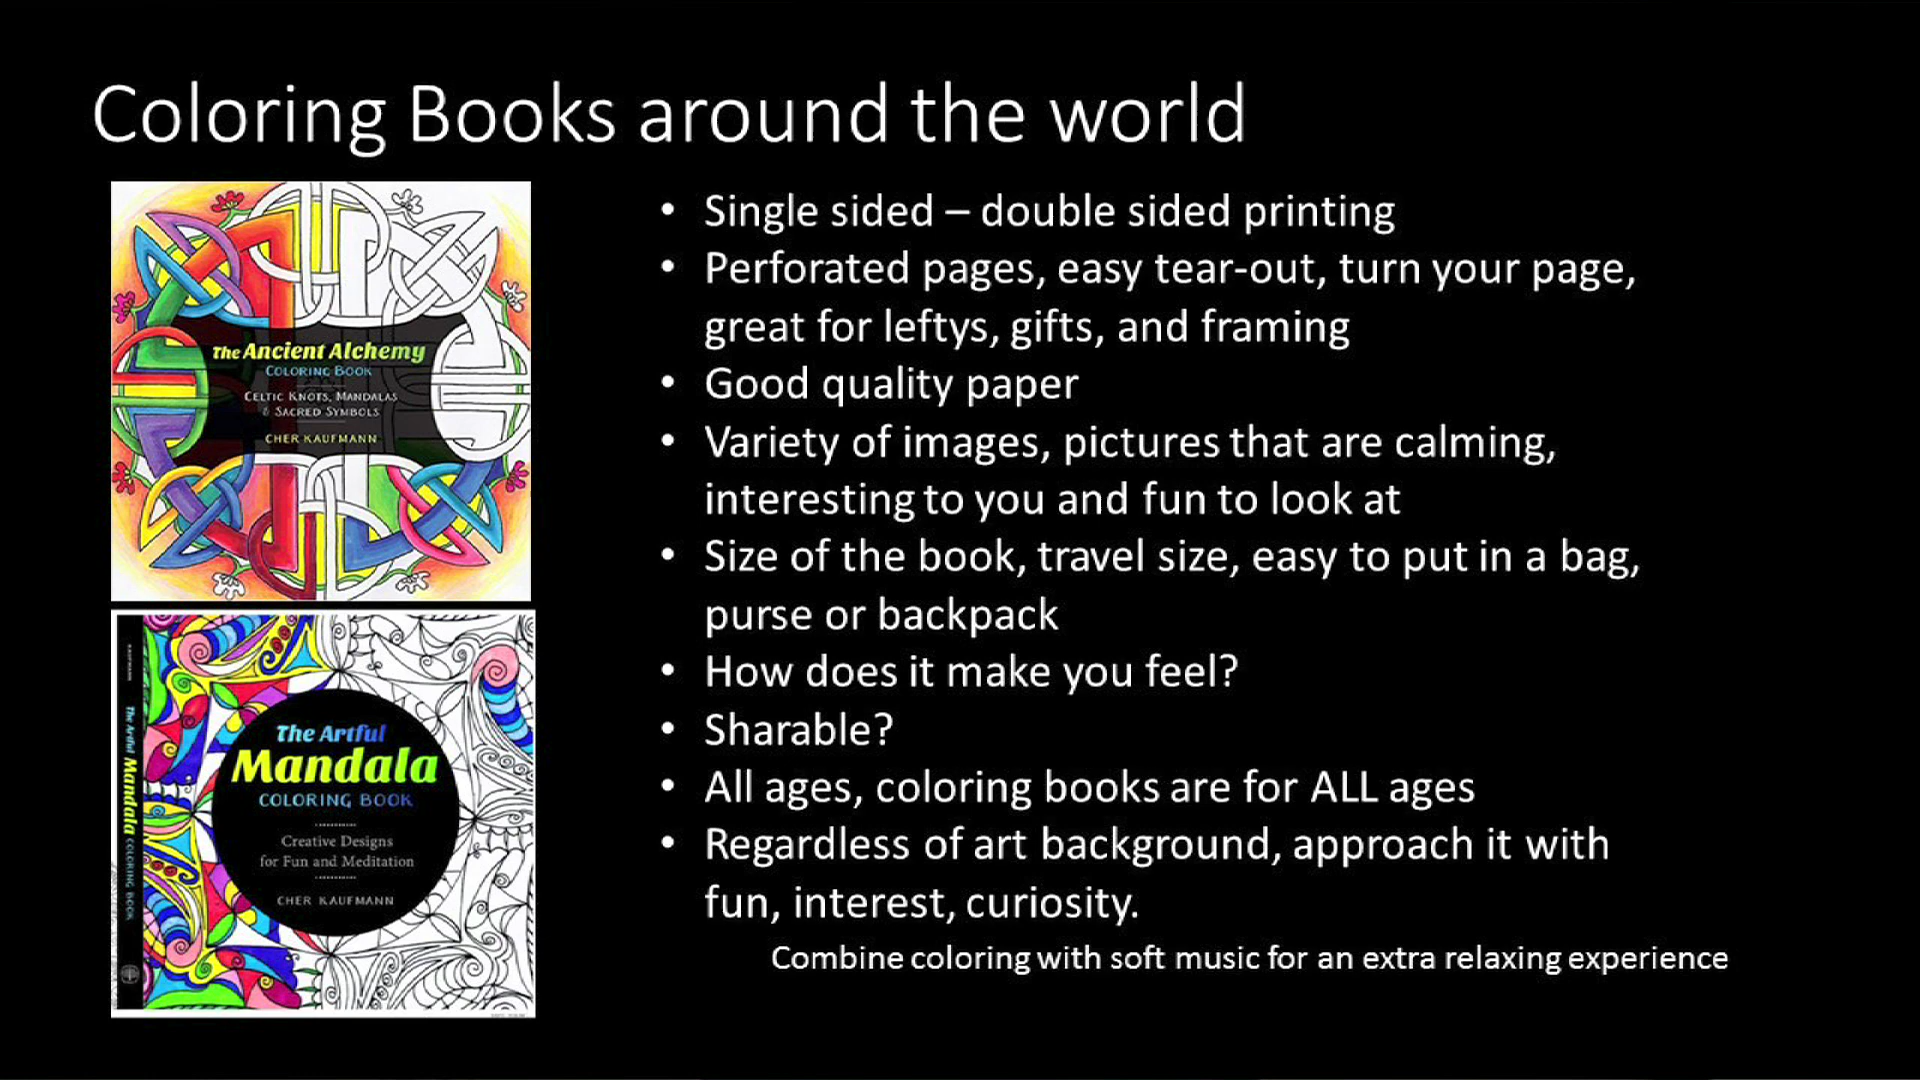 Coloring Books around the world
The Ancient Alchemy
COLORING BOOK
CELTIC KNOTS, MANDALAS
& SACRED SYMBOLS
CHER KAUFMANN
KAUFMANN
The Artful Mandala COLORING BOOK
The Artful
Mandala
COLORING BOOK
Creative Designs
for Fun and Meditation
CHER KAUFMANN
• Single sided – double sided printing
• Perforated pages, easy tear-out, turn your page,
great for leftys, gifts, and framing
• Good quality paper
• Variety of images, pictures that are calming,
interesting to you and fun to look at
• Size of the book, travel size, easy to put in a bag,
purse or backpack
• How does it make you feel?
• Sharable?
• All ages, coloring books are for ALL ages
• Regardless of art background, approach it with
fun, interest, curiosity.
Combine coloring with soft music for an extra relaxing experience